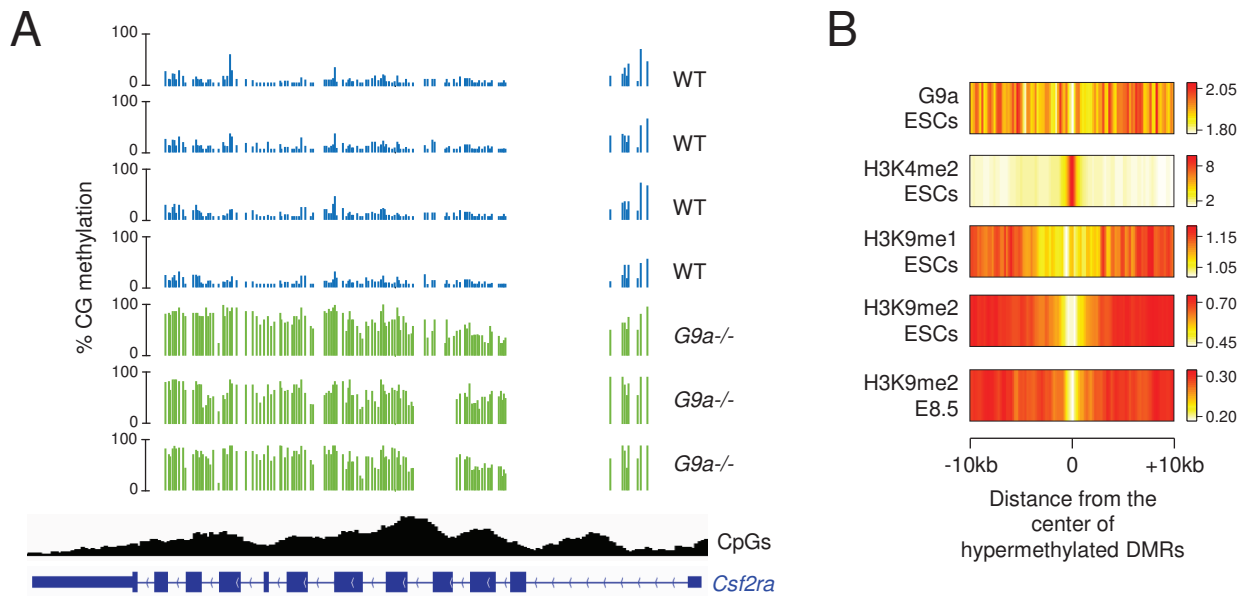 A
% CG methylation
100
0
WT
100
0
WT
100
0
WT
100
0
WT
100
0
G9a-/-
100
0
G9a-/-
100
0
G9a-/-
CpGs
Csf2ra
B
G9a
ESCs
2.05
1.80
H3K4me2
ESCs
8
2
H3K9me1
ESCs
1.15
1.05
H3K9me2
ESCs
0.70
0.45
H3K9me2
E8.5
0.30
0.20
-10kb 0 +10kb
Distance from the
center of
hypermethylated DMRs